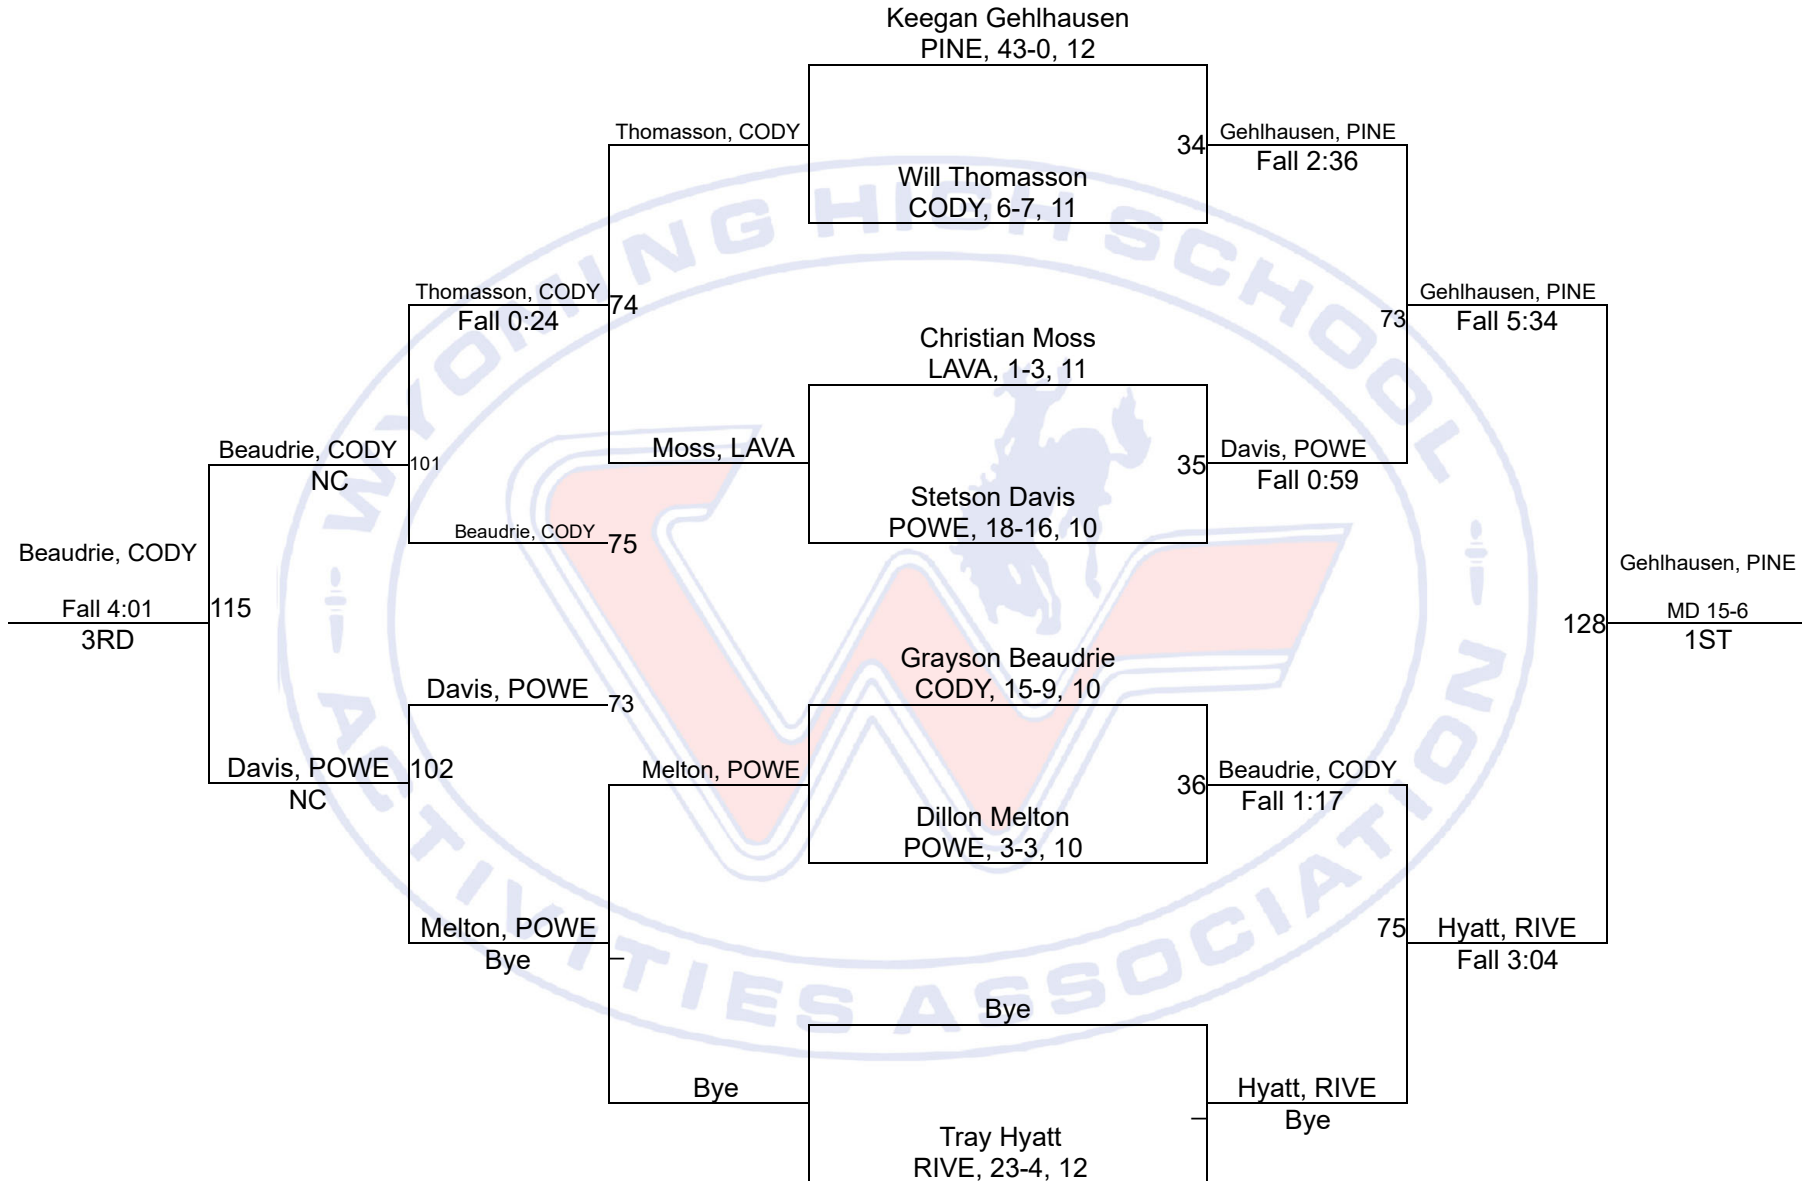 Keegan Gehlhausen
PINE, 43-0, 12
Thomasson, CODY
34
Gehlhausen, PINE
Fall 2:36
Will Thomasson
CODY, 6-7, 11
Thomasson, CODY
Fall 0:24
74
73
Gehlhausen, PINE
Fall 5:34
Christian Moss
LAVA, 1-3, 11
Beaudrie, CODY
NC
101
Moss, LAVA
35
Davis, POWE
Fall 0:59
Stetson Davis
POWE, 18-16, 10
Beaudrie, CODY
75
Beaudrie, CODY
Fall 4:01
3RD
115
Gehlhausen, PINE
128
MD 15-6
1ST
Grayson Beaudrie
CODY, 15-9, 10
Davis, POWE
73
Davis, POWE
NC
102
Melton, POWE
36
Beaudrie, CODY
Fall 1:17
Dillon Melton
POWE, 3-3, 10
Melton, POWE
Bye
75
Hyatt, RIVE
Fall 3:04
Bye
Bye
Hyatt, RIVE
Bye
Tray Hyatt
RIVE, 23-4, 12
WYOMING HIGH SCHOOL
ACTIVITIES ASSOCIATION